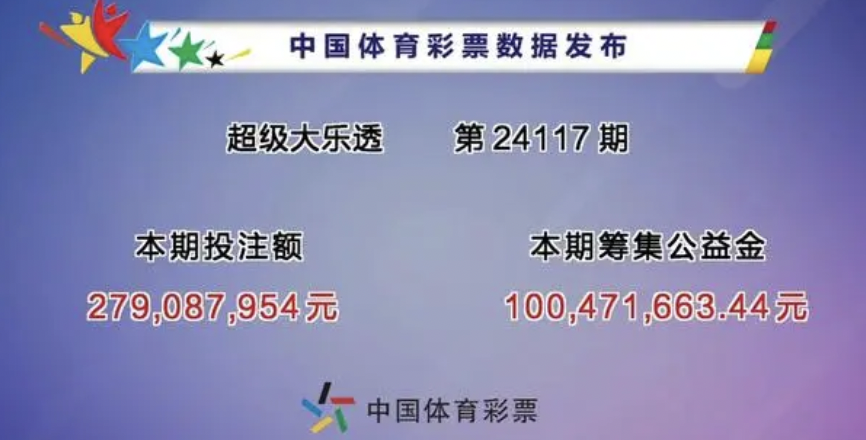 中国体育彩票数据发布
超级大乐透 第24117期
本期投注额 本期筹集公益金
279,087,954元 100,471,663.44元
中国体育彩票